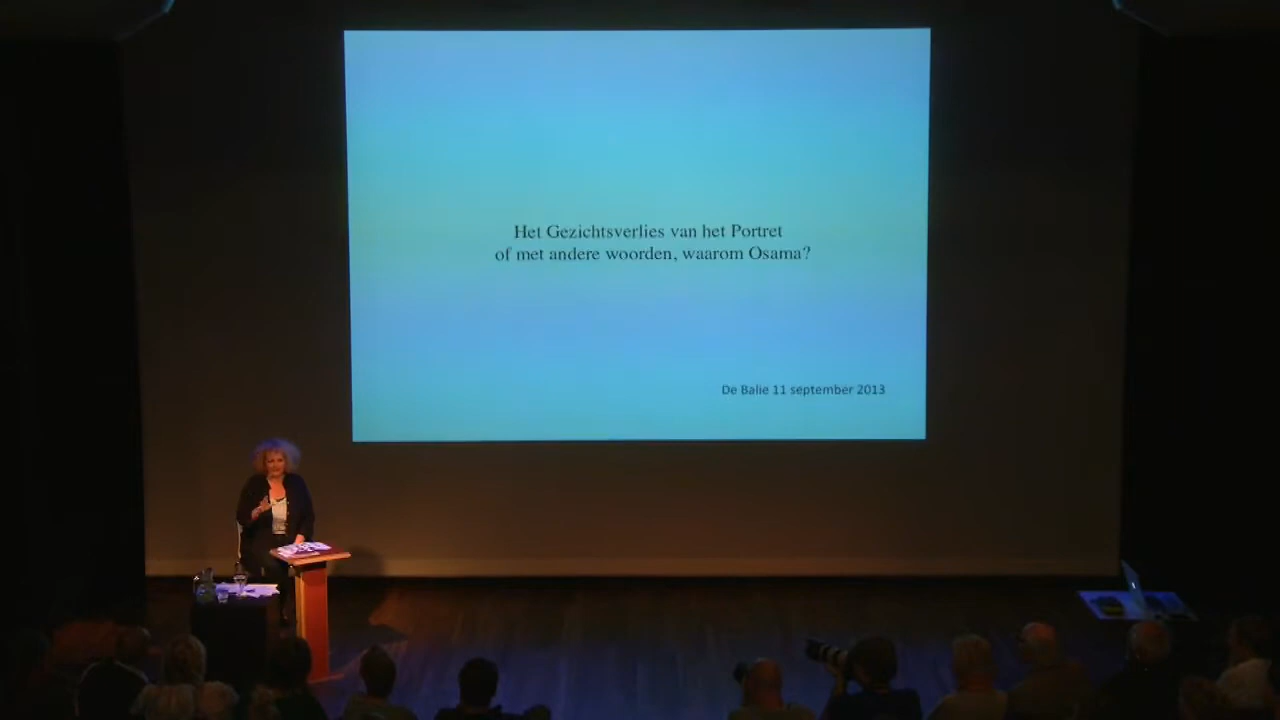 Het Gezichtsverlies van het Portret
of met andere woorden, waarom Osama?
De Balie 11 september 2013